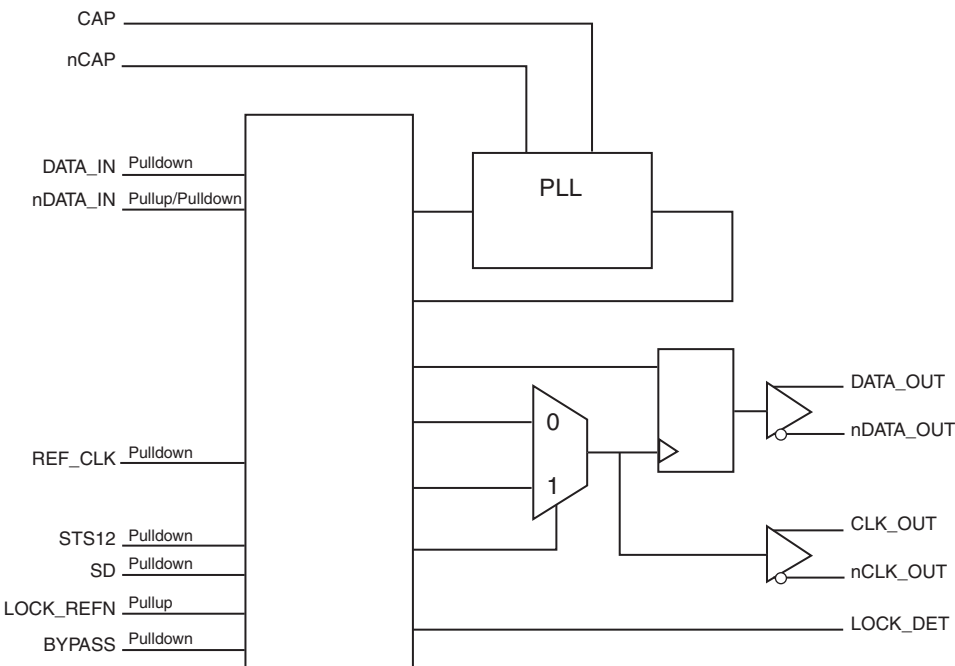 CAP
nCAP
DATA_IN Pulldown
nDATA_IN Pullup/Pulldown
PLL
DATA_OUT
0
nDATA_OUT
REF_CLK Pulldown
1
CLK_OUT
STS12 Pulldown
SD Pulldown
nCLK_OUT
LOCK_REFN Pullup
LOCK_DET
BYPASS Pulldown